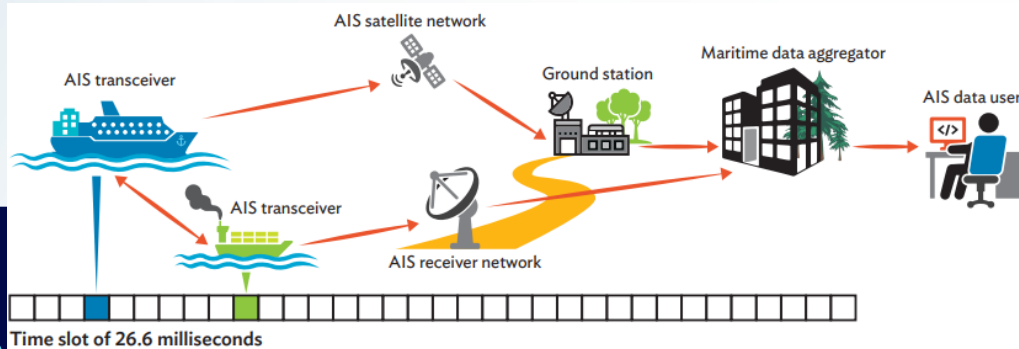 AIS satellite network
Maritime data aggregator
Ground station
AIS transceiver
AIS data user
</>
AIS transceiver
AIS receiver network
Time slot of 26.6 milliseconds